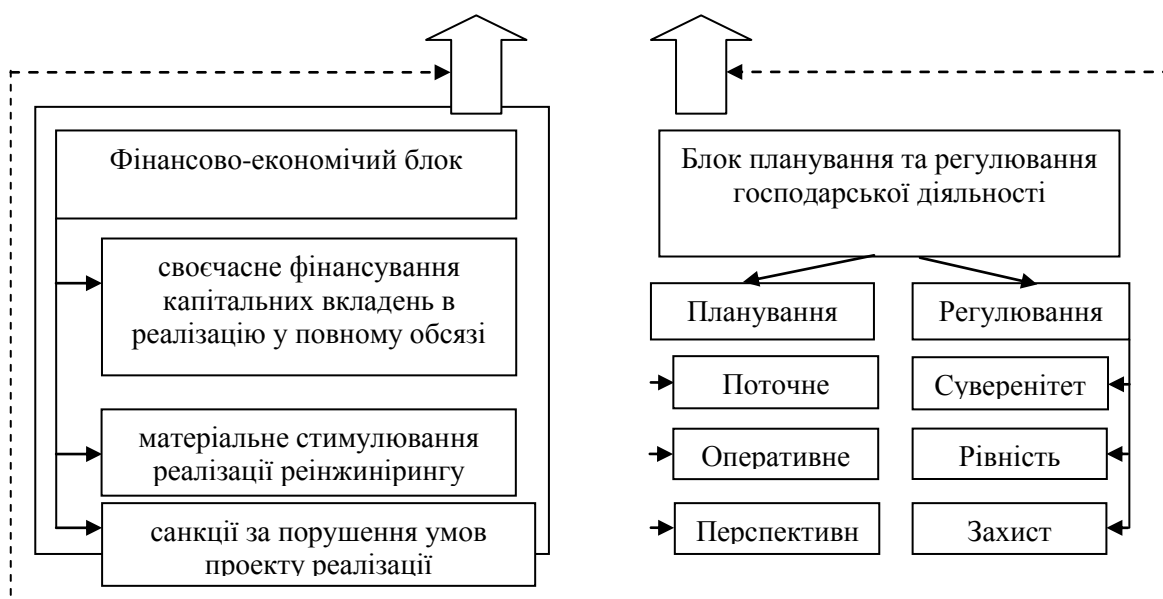 Фінансово-економічий блок
своєчасне фінансування
капітальних вкладень в
реалізацію у повному обсязі
матеріальне стимулювання
реалізації реінжинірингу
санкції за порушення умов
проекту реалізації
Блок планування та регулювання
господарської діяльності
Планування
Регулювання
Поточне
Суверенітет
Оперативне
Рівність
Перспективн
Захист